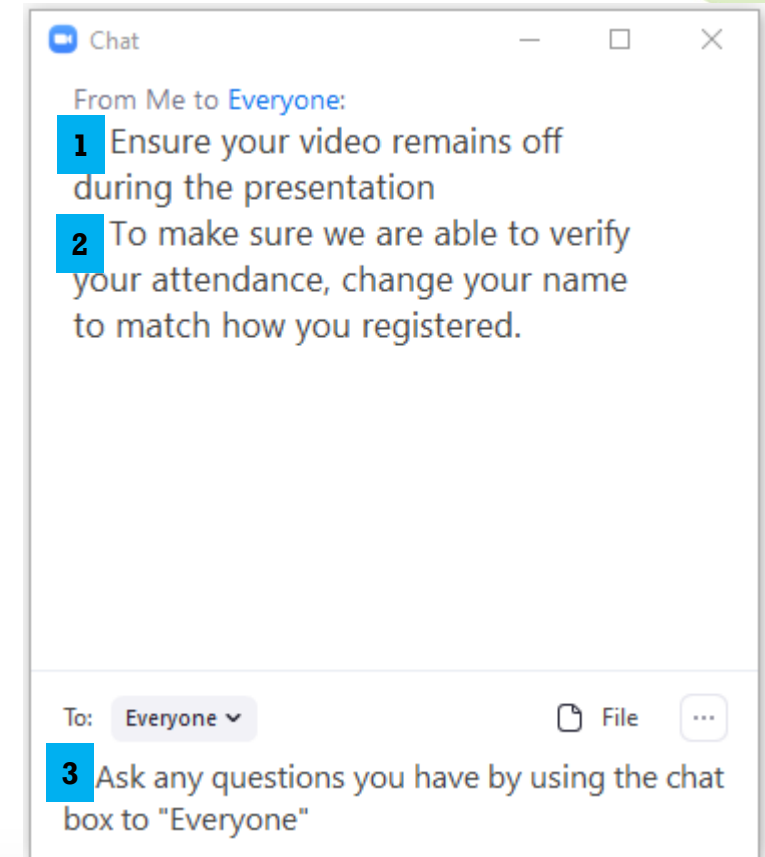 Chat
From Me to Everyone:
1 Ensure your video remains off
during the presentation
2 To make sure we are able to verify
your attendance, change your name
to match how you registered.
To: Everyone File ...
3 Ask any questions you have by using the chat
box to "Everyone"